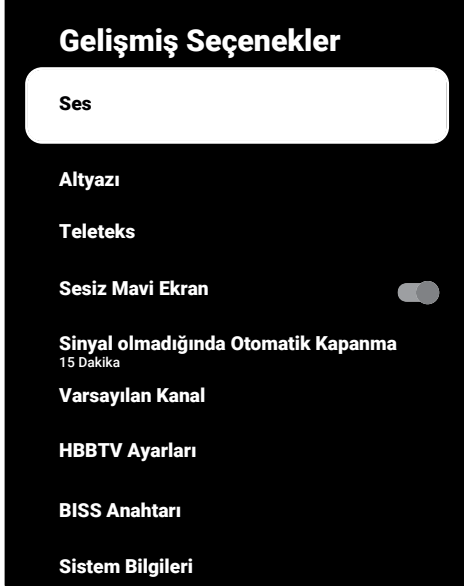 Gelişmiş Seçenekler
Ses
Altyazı
Teleteks
Sesiz Mavi Ekran
Sinyal olmadığında Otomatik Kapanma
15 Dakika
Varsayılan Kanal
HBBTV Ayarları
BISS Anahtarı
Sistem Bilgileri